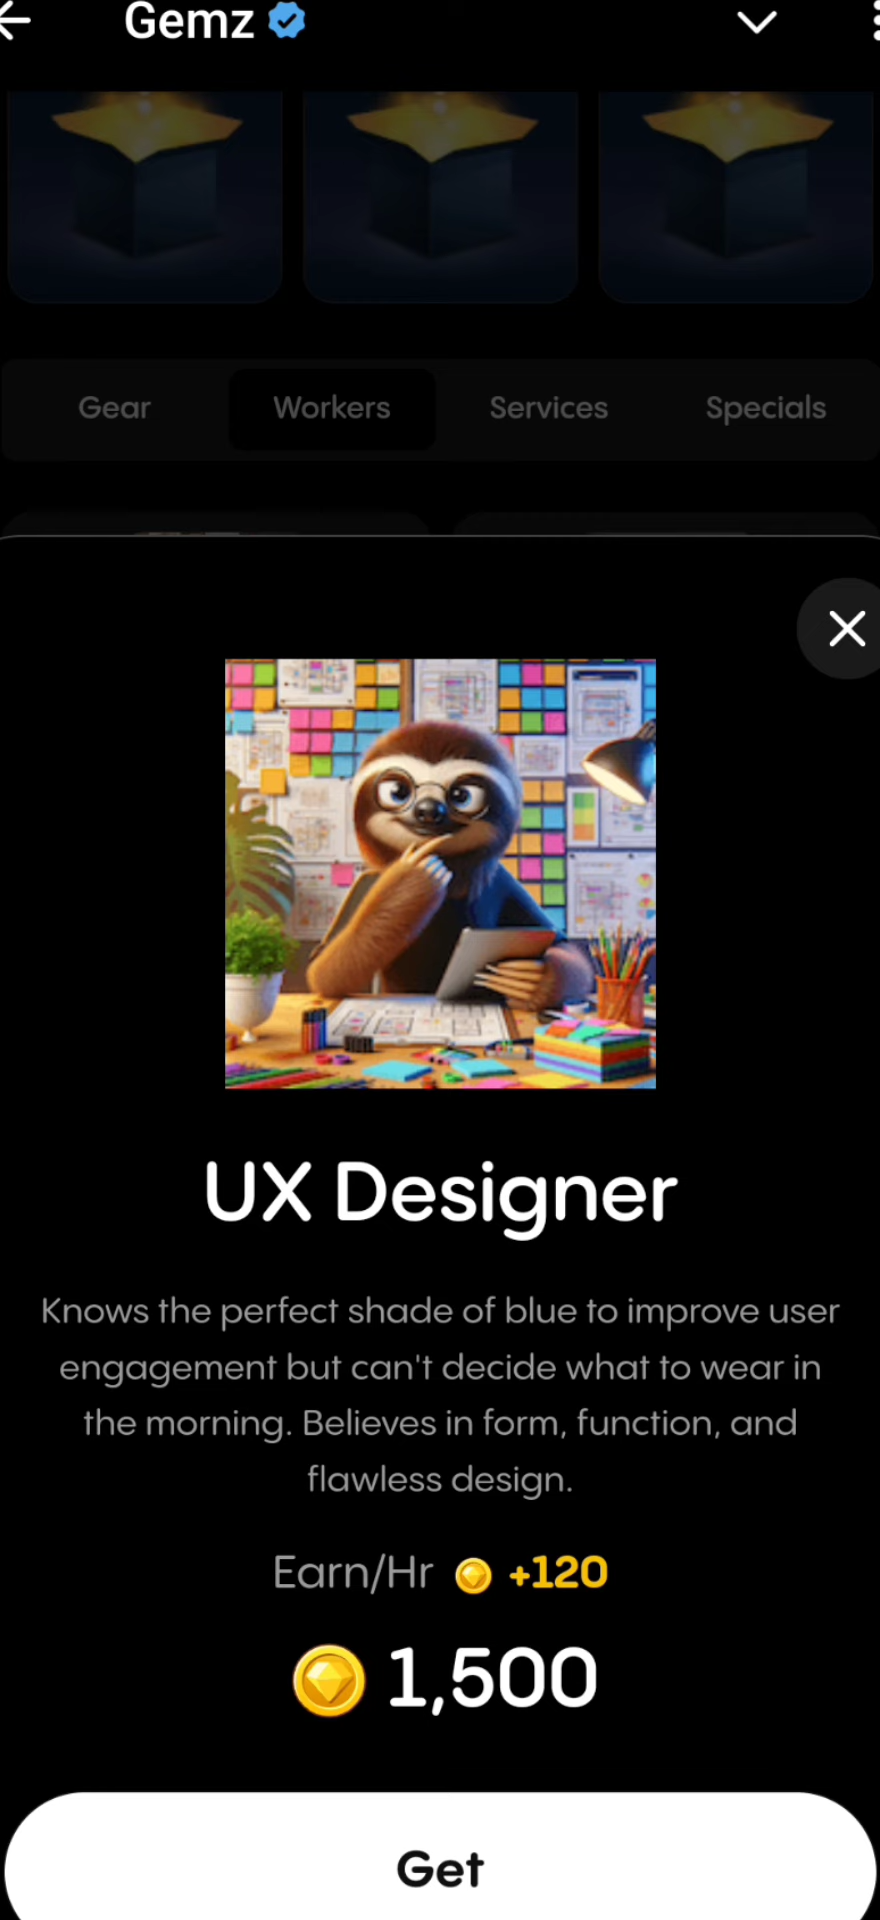 Gemz
Gear
Workers
Services
Specials
UX Designer
Knows the perfect shade of blue to improve user
engagement but can't decide what to wear in
the morning. Believes in form, function, and
flawless design.
Earn/Hr +120
1,500
Get